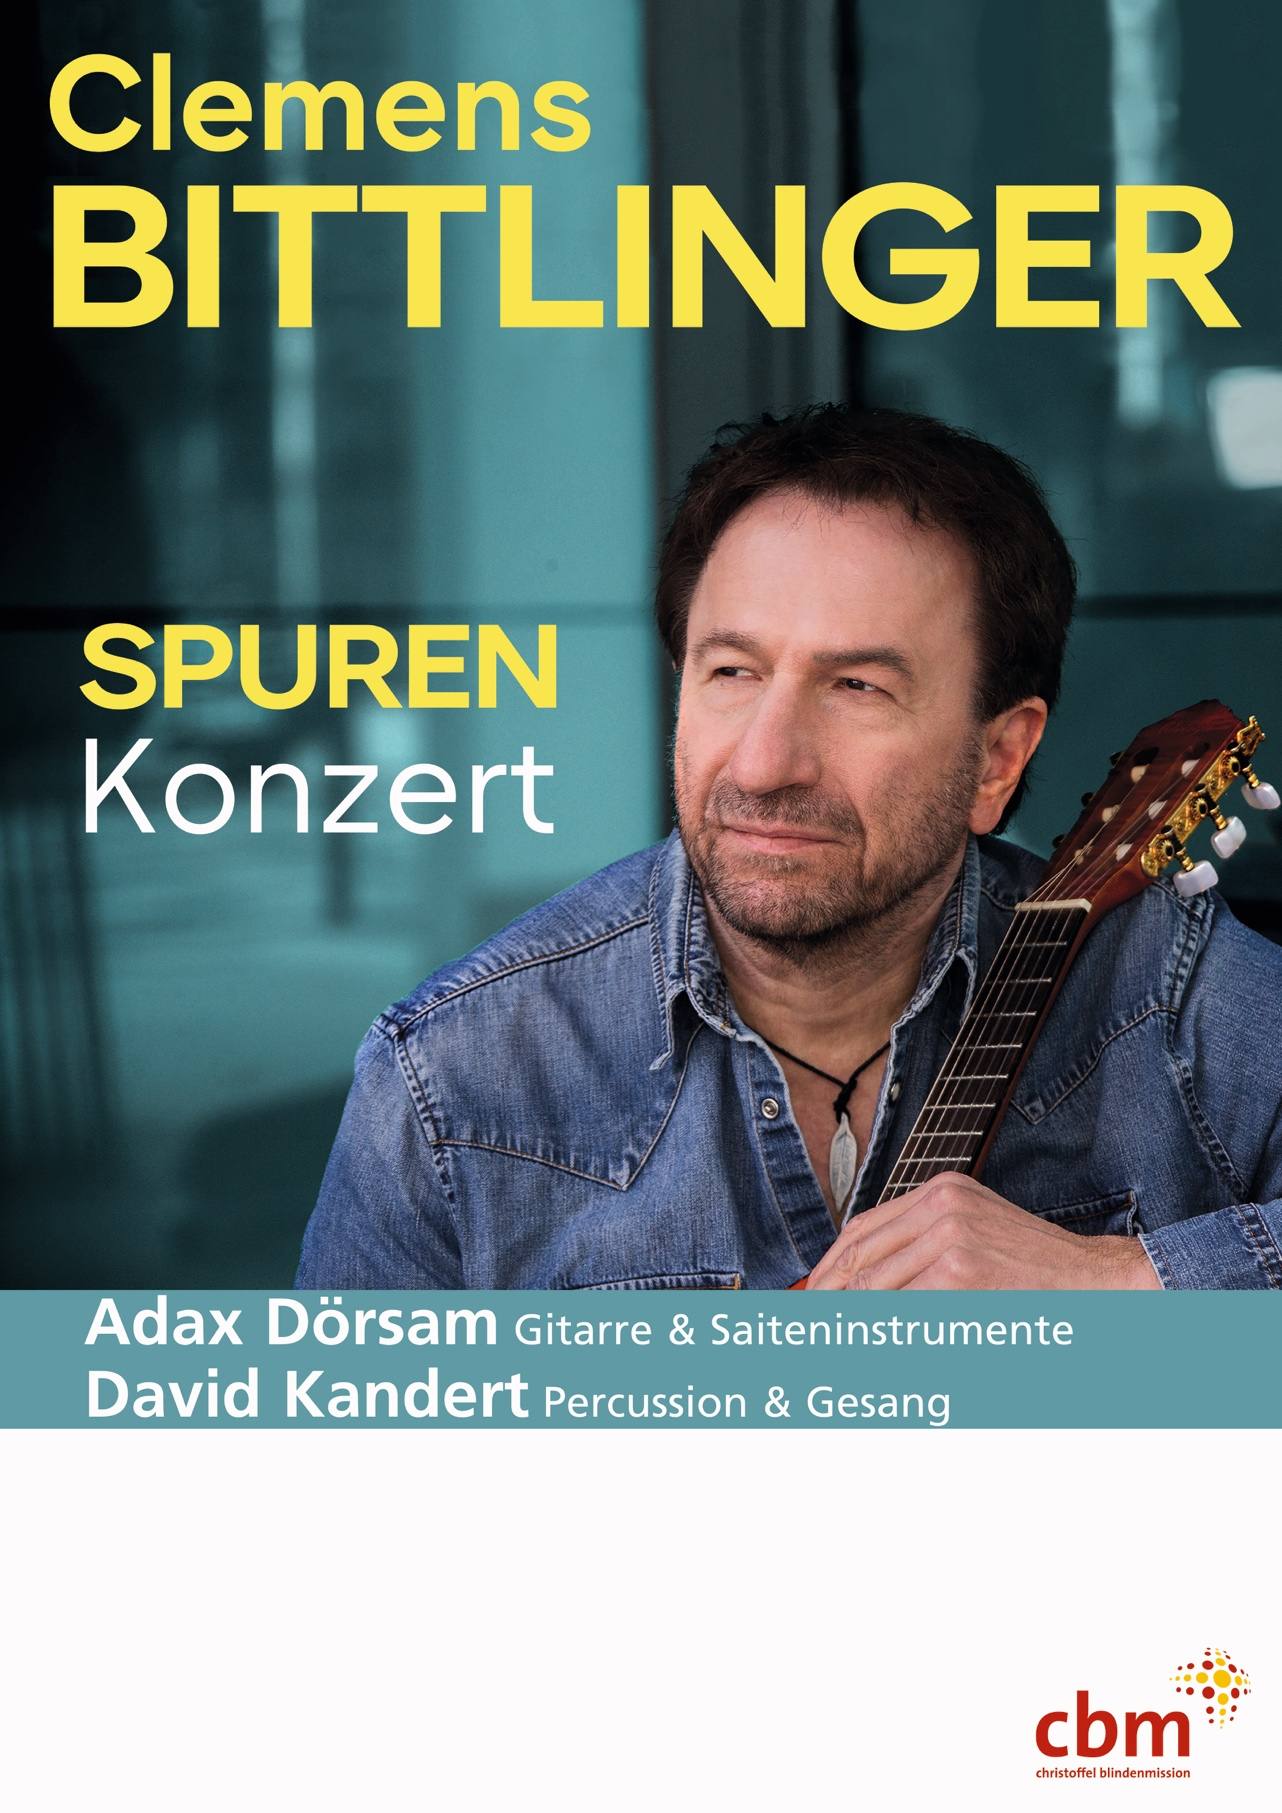 Clemens
BITTLINGER
SPUREN
Konzert
Adax Dörsam Gitarre & Saiteninstrumente
David Kandert Percussion & Gesang
cbm
christoffel blindenmission